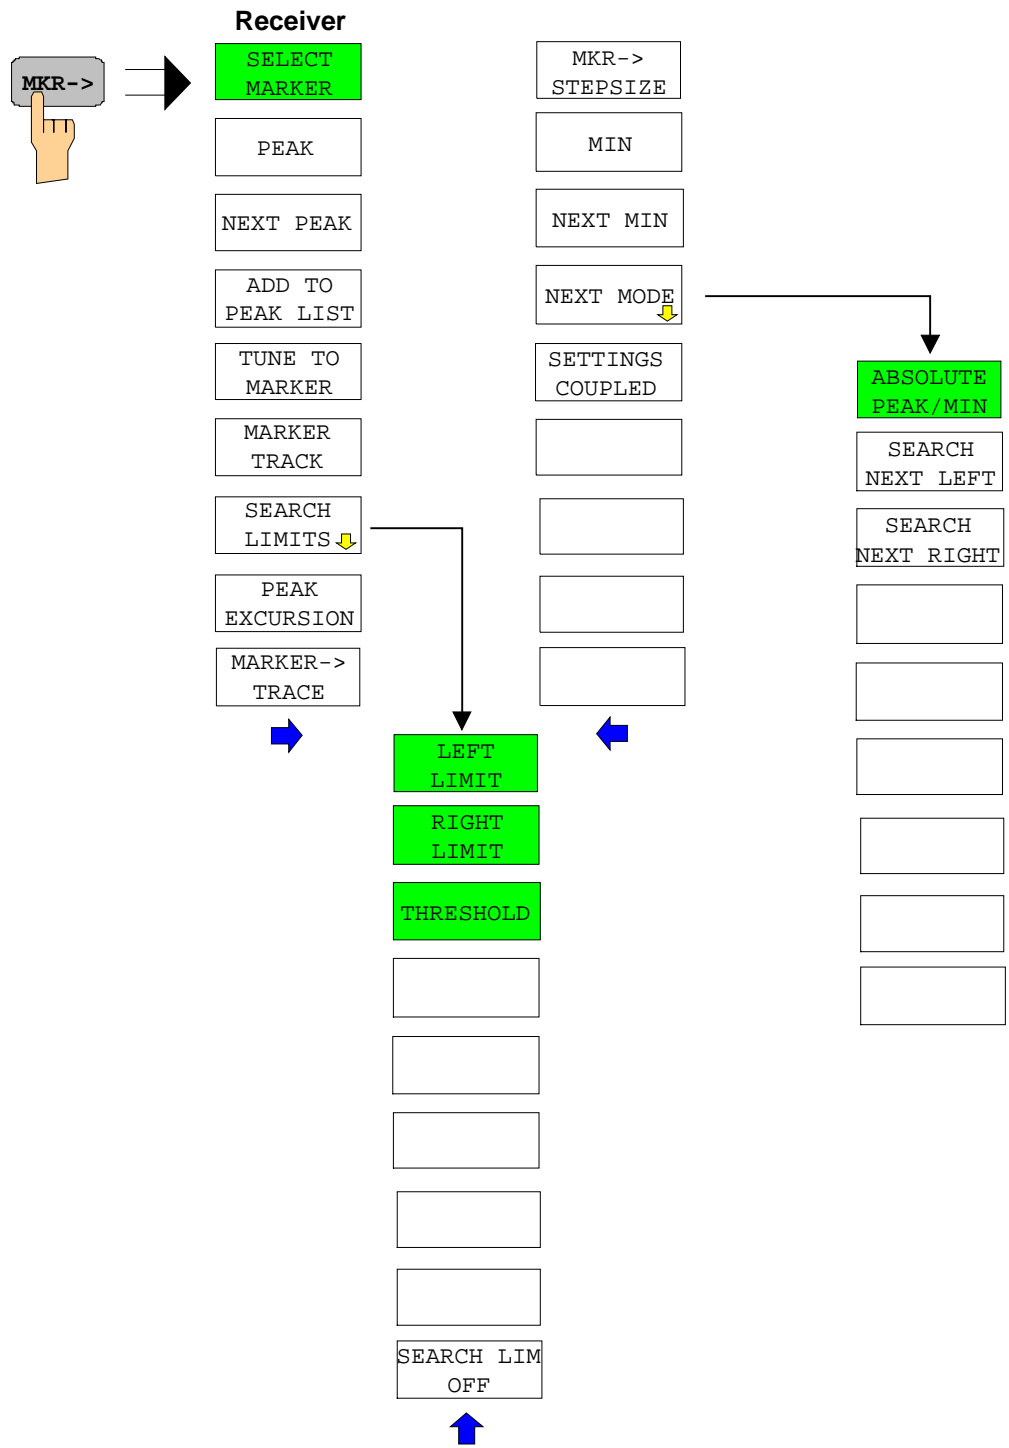 Receiver
MKR->
SELECT
MARKER
PEAK
NEXT PEAK
ADD TO
PEAK LIST
TUNE TO
MARKER
MARKER
TRACK
SEARCH
LIMITS
PEAK
EXCURSION
MARKER->
TRACE
MKR->
STEPSIZE
MIN
NEXT MIN
NEXT MODE
SETTINGS
COUPLED
ABSOLUTE
PEAK/MIN
SEARCH
NEXT LEFT
SEARCH
NEXT RIGHT
LEFT
LIMIT
RIGHT
LIMIT
THRESHOLD
SEARCH LIM
OFF